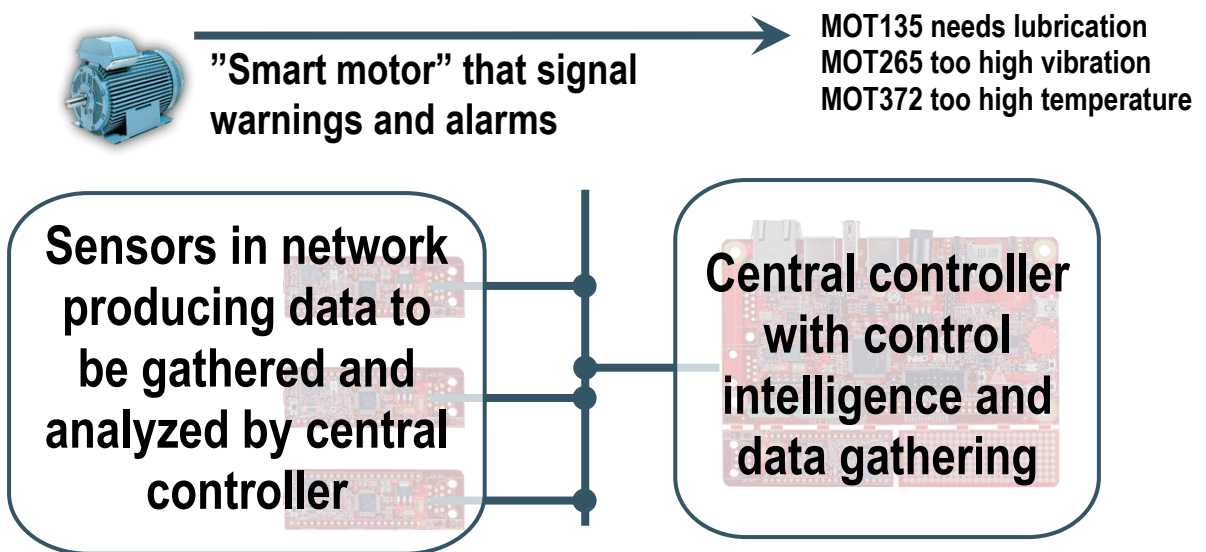 ”Smart motor” that signal
warnings and alarms
MOT135 needs lubrication
MOT265 too high vibration
MOT372 too high temperature
Sensors in network
producing data to
be gathered and
analyzed by central
controller
Central controller
with control
intelligence and
data gathering